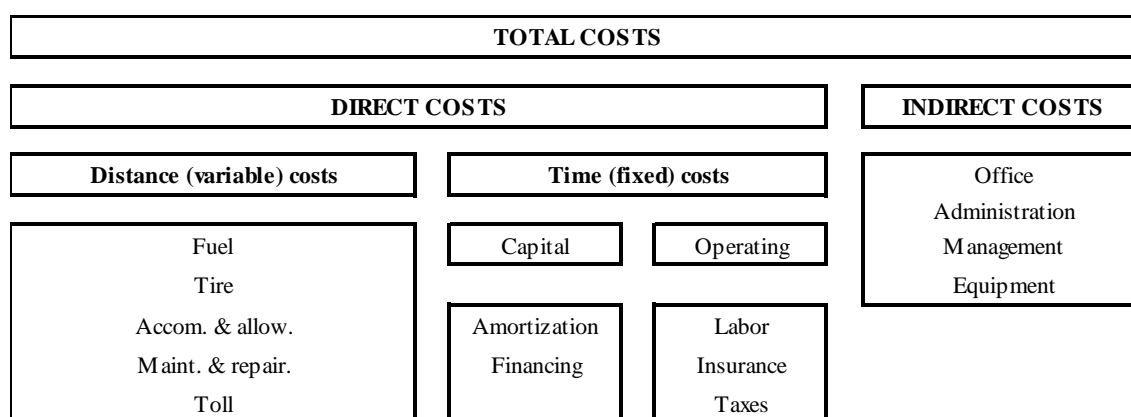 TOTAL COSTS
DIRECT COSTS
INDIRECT COSTS
Distance (variable) costs
Time (fixed) costs
Office
Administration
Management
Equipment
Fuel
Tire
Accom. & allow.
Maint. & repair.
Toll
Capital
Operating
Amortization
Financing
Labor
Insurance
Taxes